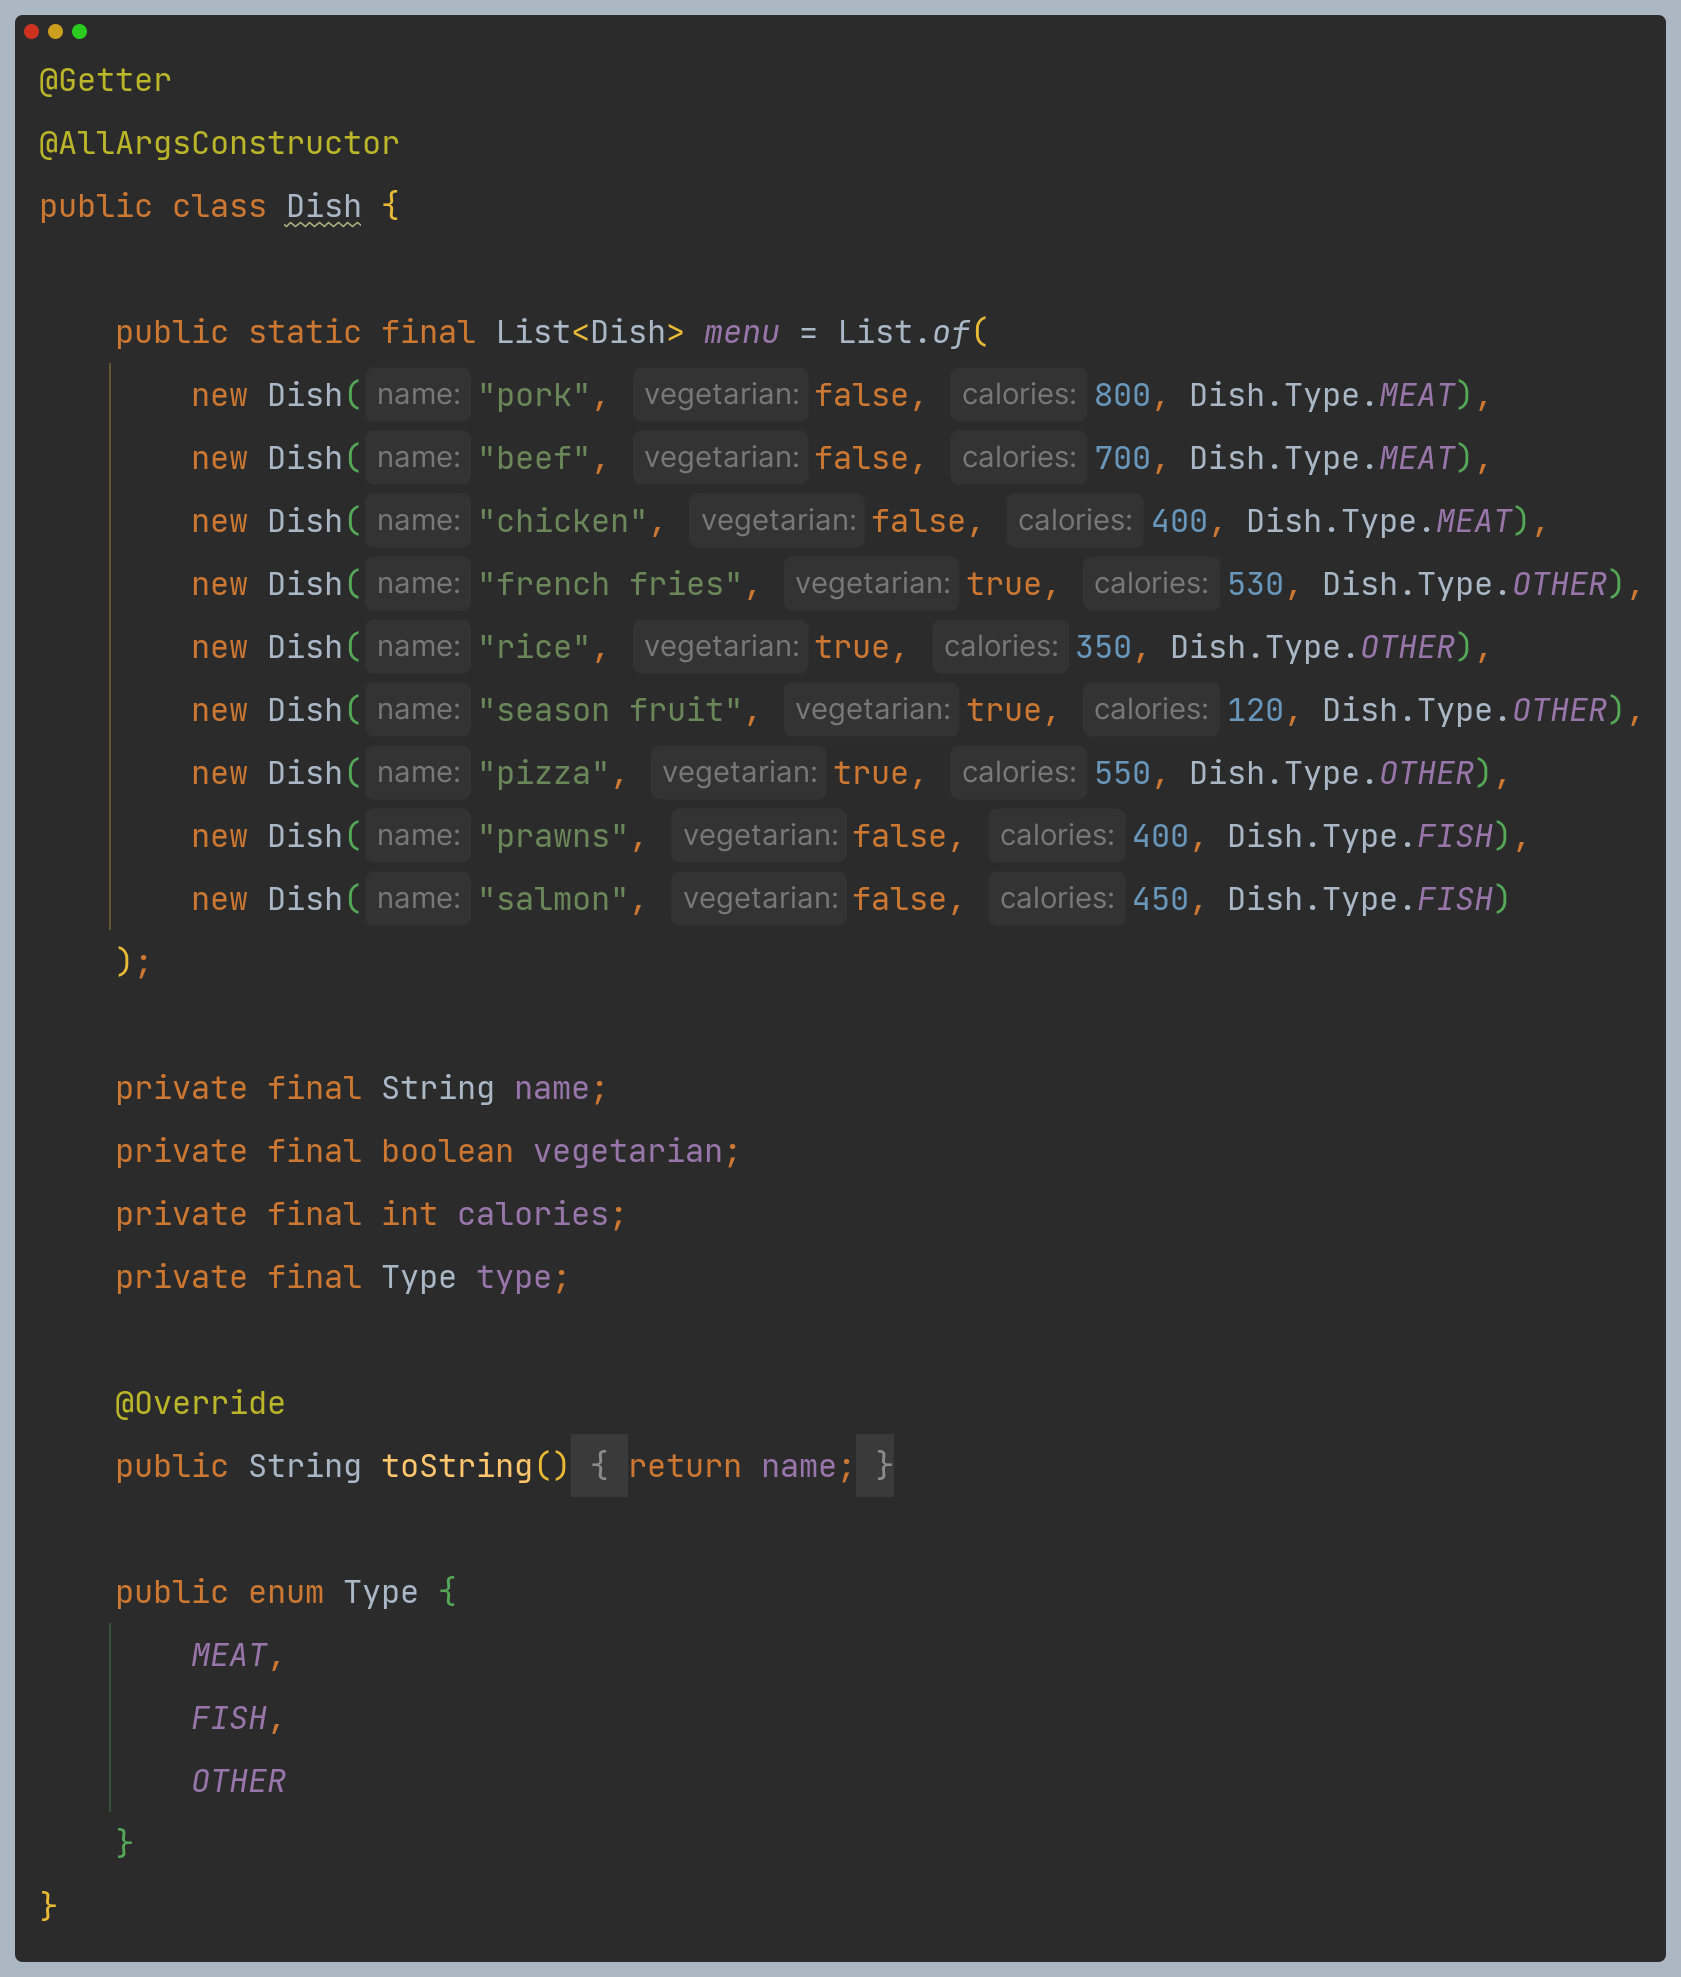 @Getter
@AllArgsConstructor
public class Dish {
public static final List<Dish> menu = List.of(
new Dish( name: "pork", vegetarian: false, calories: 800, Dish.Type.MEAT),
new Dish( name: "beef", vegetarian: false, calories: 700, Dish.Type.MEAT),
new Dish( name: "chicken", vegetarian: false, calories: 400, Dish.Type.MEAT),
new Dish( name: "french fries", vegetarian: true, calories: 530, Dish.Type.OTHER),
new Dish( name: "rice", vegetarian: true, calories: 350, Dish.Type.OTHER),
new Dish( name: "season fruit", vegetarian: true, calories: 120, Dish.Type.OTHER),
new Dish( name: "pizza", vegetarian: true, calories: 550, Dish.Type.OTHER),
new Dish( name: "prawns", vegetarian: false, calories: 400, Dish.Type.FISH),
new Dish( name: "salmon", vegetarian: false, calories: 450, Dish.Type.FISH)
);
private final String name;
private final boolean vegetarian;
private final int calories;
private final Type type;
@Override
public String toString() { return name; }
public enum Type {
MEAT,
FISH,
OTHER
}
}